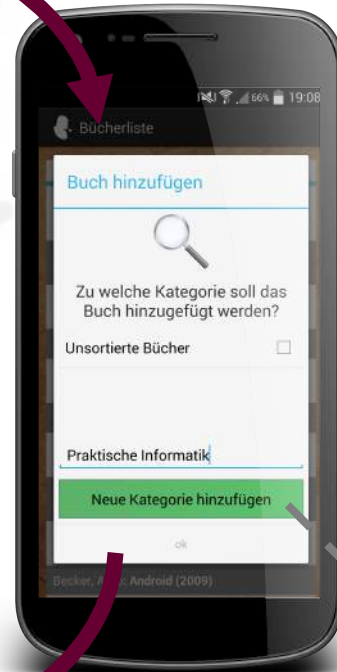 66% 19:08
Bücherliste
Buch hinzufügen
Zu welche Kategorie soll das
Buch hinzugefügt werden?
Unsortierte Bücher
Praktische Informatik
Neue Kategorie hinzufügen
ok
Becker, Android (2009)